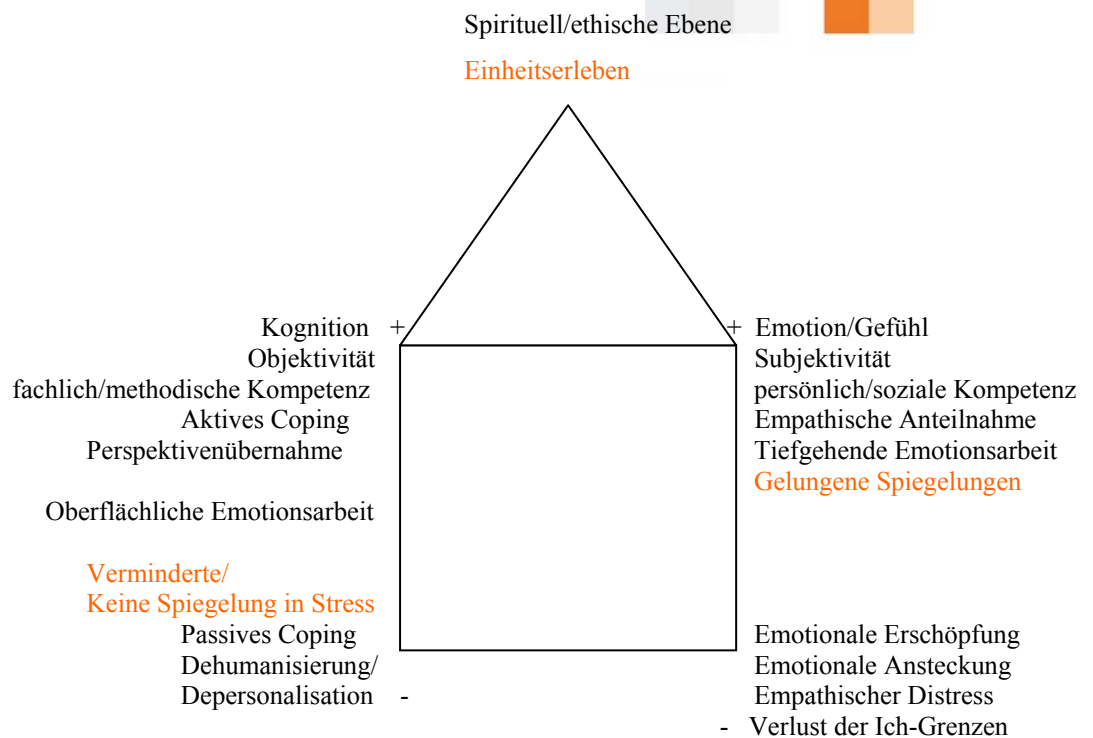 Spirituell/ethische Ebene
Einheitserleben
Kognition +
Objektivität
fachlich/methodische Kompetenz
Aktives Coping
Perspektivenübernahme
Oberflächliche Emotionsarbeit
Verminderte/
Keine Spiegelung in Stress
Passives Coping
Dehumanisierung/
Depersonalisation -
+ Emotion/Gefühl
Subjektivität
persönlich/soziale Kompetenz
Empathische Anteilnahme
Tiefgehende Emotionsarbeit
Gelungene Spiegelungen
Emotionale Erschöpfung
Emotionale Ansteckung
Empathischer Distress
- Verlust der Ich-Grenzen